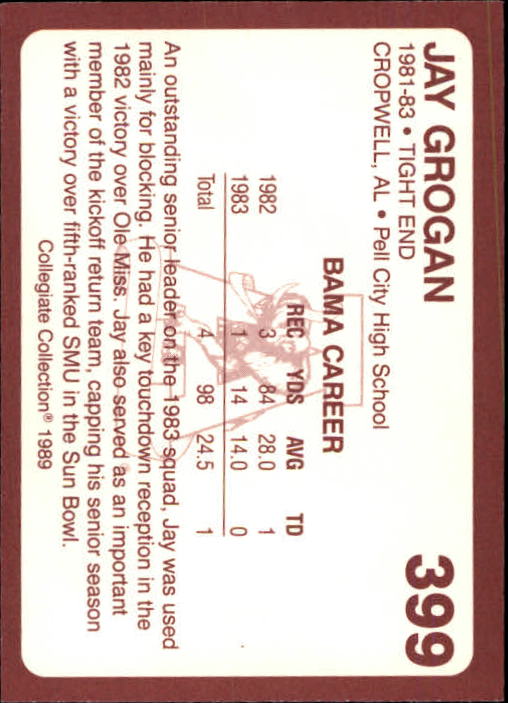 JAY GROGAN 399
1981-83 • TIGHT END
CROPWELL, AL • Pell City High School
BAMA CAREER
REC YDS AVG TD
1982 3 84 28.0 1
1983 1 14 14.0 0
Total 4 98 24.5 1
An outstanding senior leader on the 1983 squad, Jay was used
mainly for blocking. He had a key touchdown reception in the
1982 victory over Ole Miss. Jay also served as an important
member of the kickoff return team, capping his senior season
with a victory over fifth-ranked SMU in the Sun Bowl.
Collegiate Collection® 1989